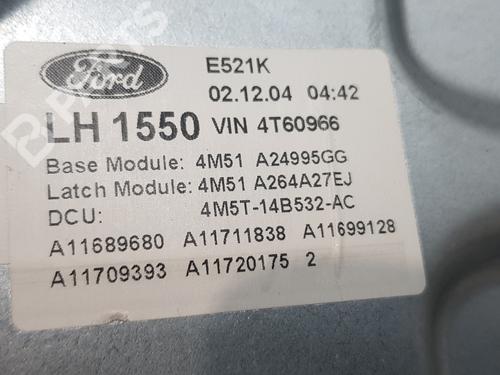 Ford
E521K
02.12.04 04:42
LH 1550 VIN 4T60966
Base Module: 4M51 A24995GG
Latch Module: 4M51 A264A27EJ
DCU: 4M5T-14B532-AC
A11689680 A11711838 A11699128
A11709393 A11720175 2